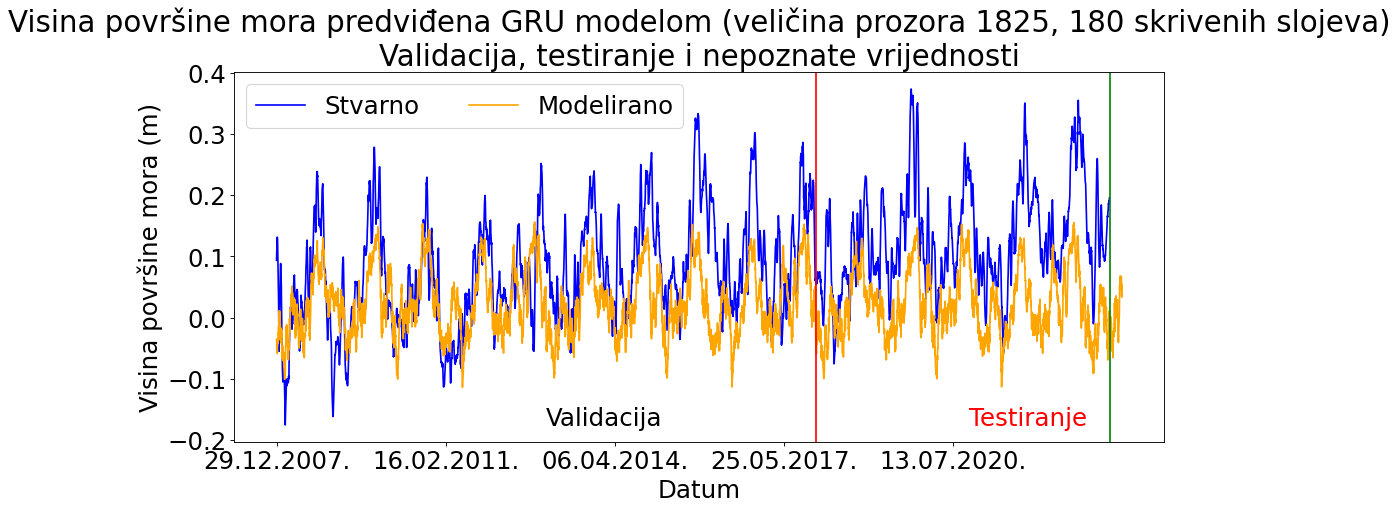 Visina površine mora predviđena GRU modelom (veličina prozora 1825, 180 skrivenih slojeva)
Validacija, testiranje i nepoznate vrijednosti
Stvarno
Modelirano
Visina površine mora (m)
0.4
0.3
0.2
0.1
0.0
−0.1
−0.2
Validacija
Testiranje
29.12.2007.
16.02.2011.
06.04.2014.
25.05.2017.
13.07.2020.
Datum